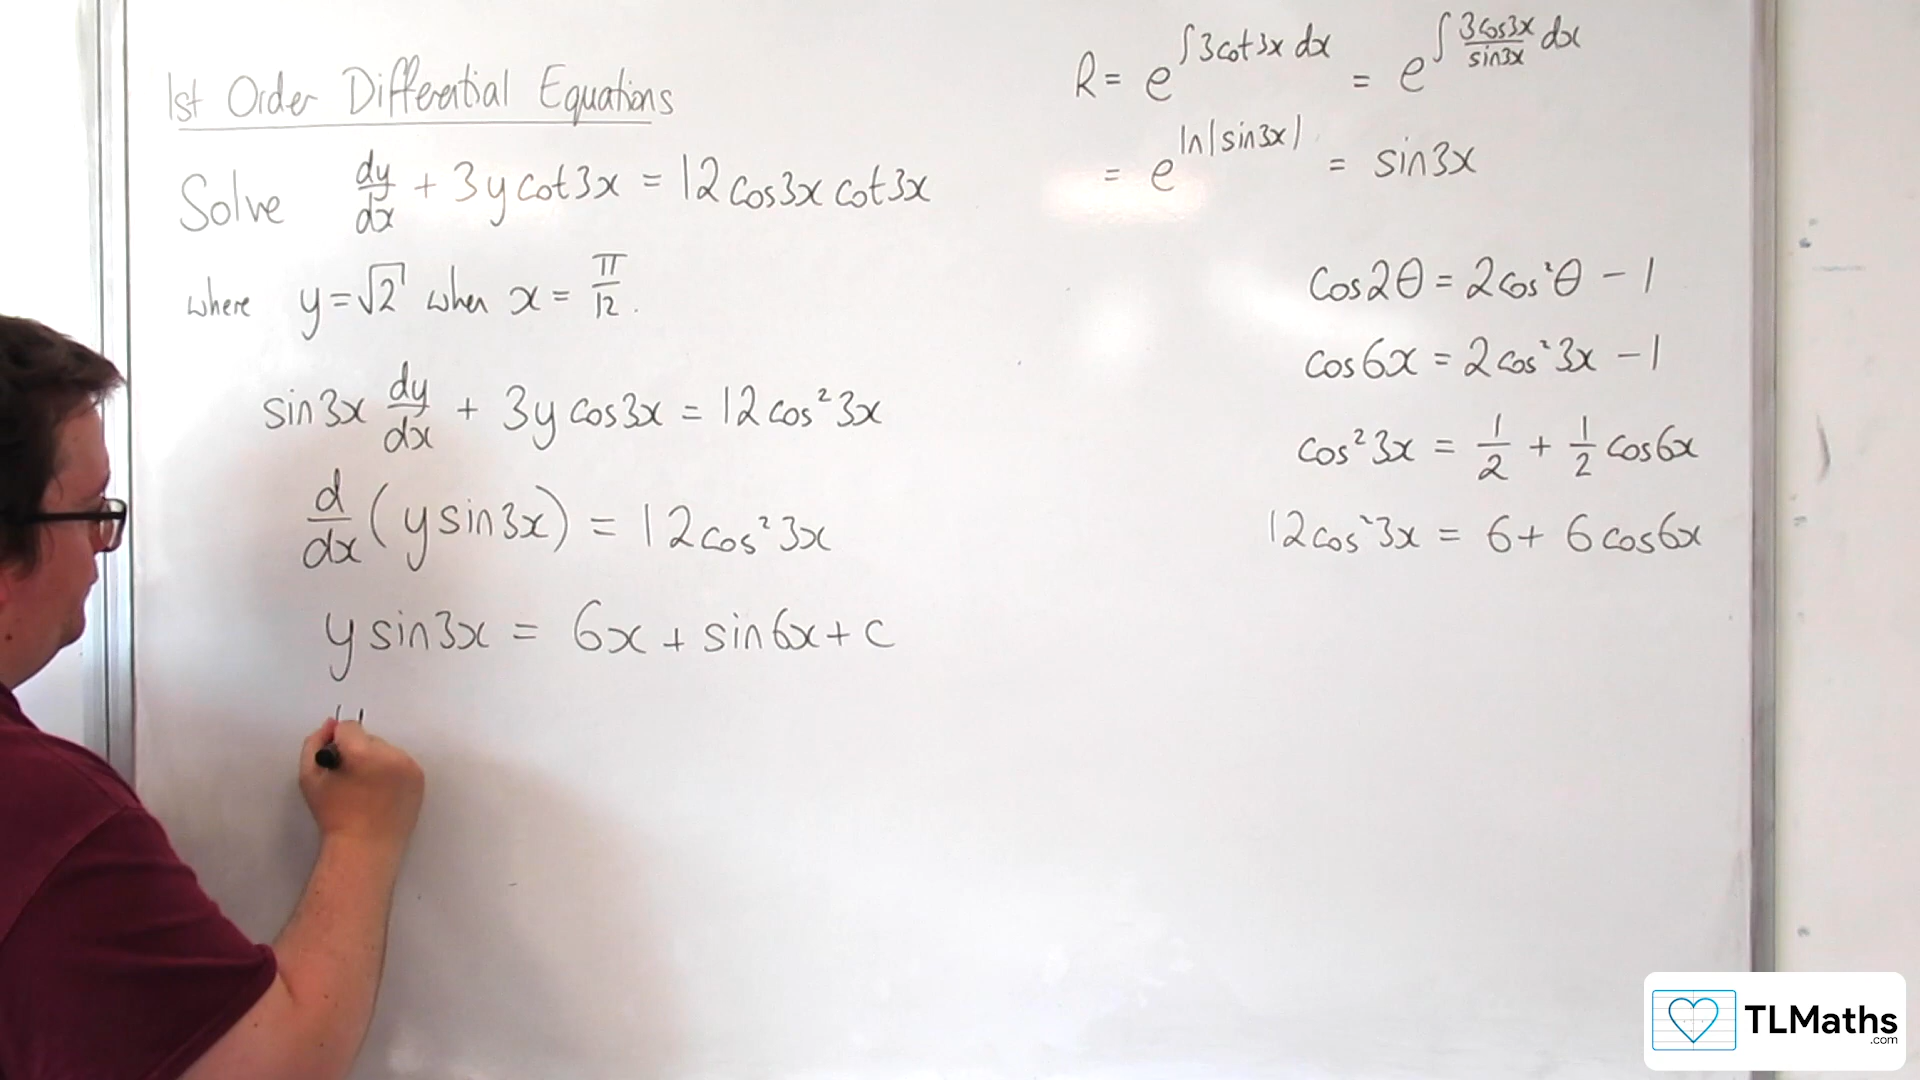 1st Order Differential Equations
Solve dy/dx + 3y cot3x = 12 cos3x cot3x
where y = √2 when x = π/12.
sin3x dy/dx + 3y cos3x = 12 cos²3x
d/dx (y sin3x) = 12 cos²3x
y sin3x = 6x + sin6x + c
R = e^∫3cot3x dx = e^∫3cos3x/sin3x dx
= e^ln|sin3x| = sin3x
cos2θ = 2cos²θ - 1
cos6x = 2cos²3x - 1
cos²3x = 1/2 + 1/2 cos6x
12cos²3x = 6 + 6cos6x
TLMaths
.com